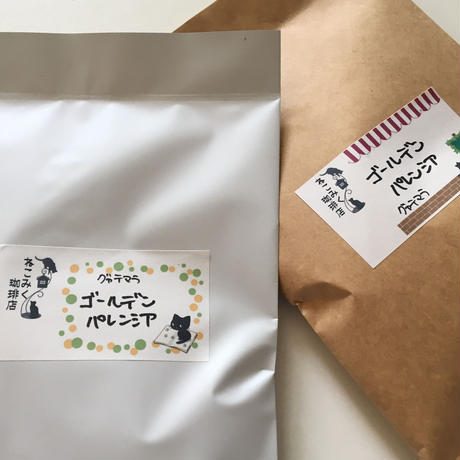 ねこみく
珈琲店
グァテマラ
ゴールデン
パレンシア
ねこみく
珈琲店
ゴールデン
パレンシア
グァテマラ